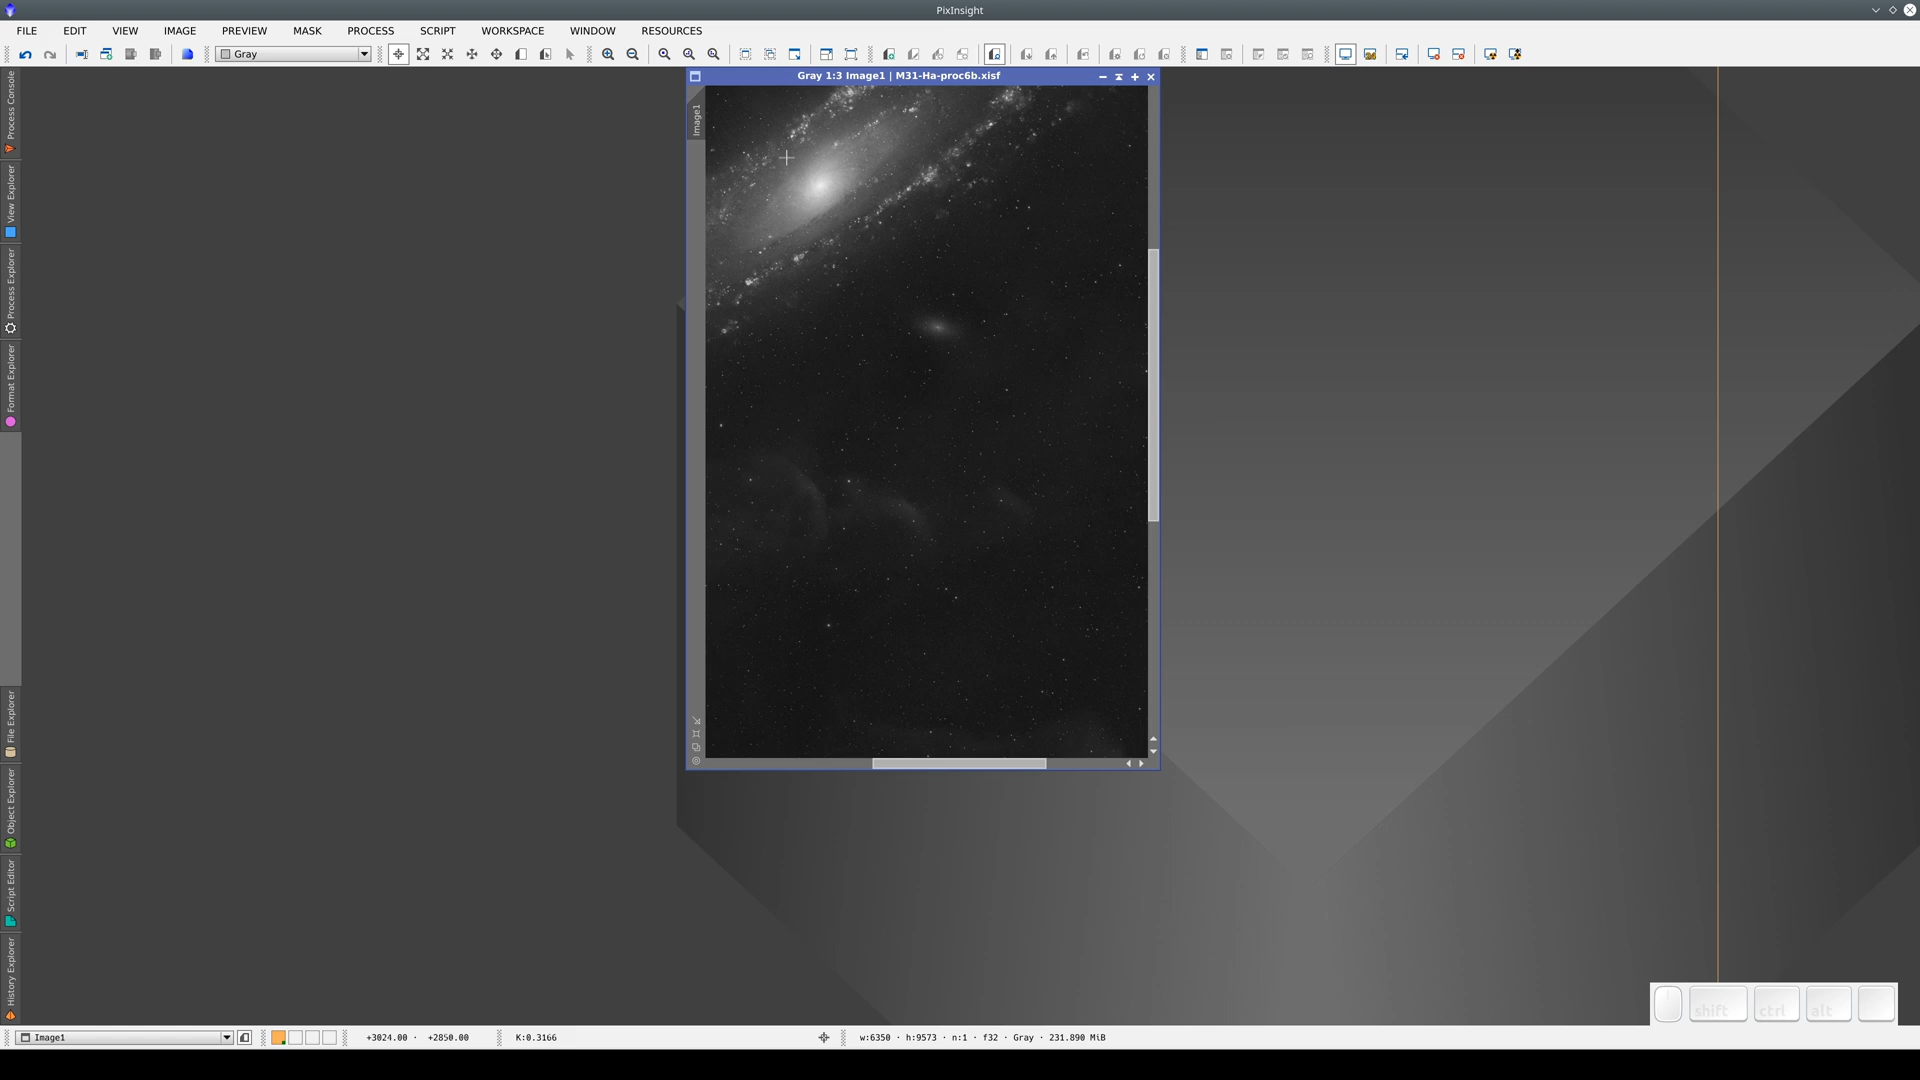 PixInsight
FILE EDIT VIEW IMAGE PREVIEW MASK PROCESS SCRIPT WORKSPACE WINDOW RESOURCES
Gray
Gray 1:3 Image1 | M31-Ha-proc6b.xisf
Image1
Process Console
View Explorer
Process Explorer
Format Explorer
File Explorer
Object Explorer
Script Editor
History Explorer
shift ctrl alt
Image1 +3024.00 · +2850.00 K:0.3166 w:6350 · h:9573 · n:1 · f32 · Gray · 231.890 MiB